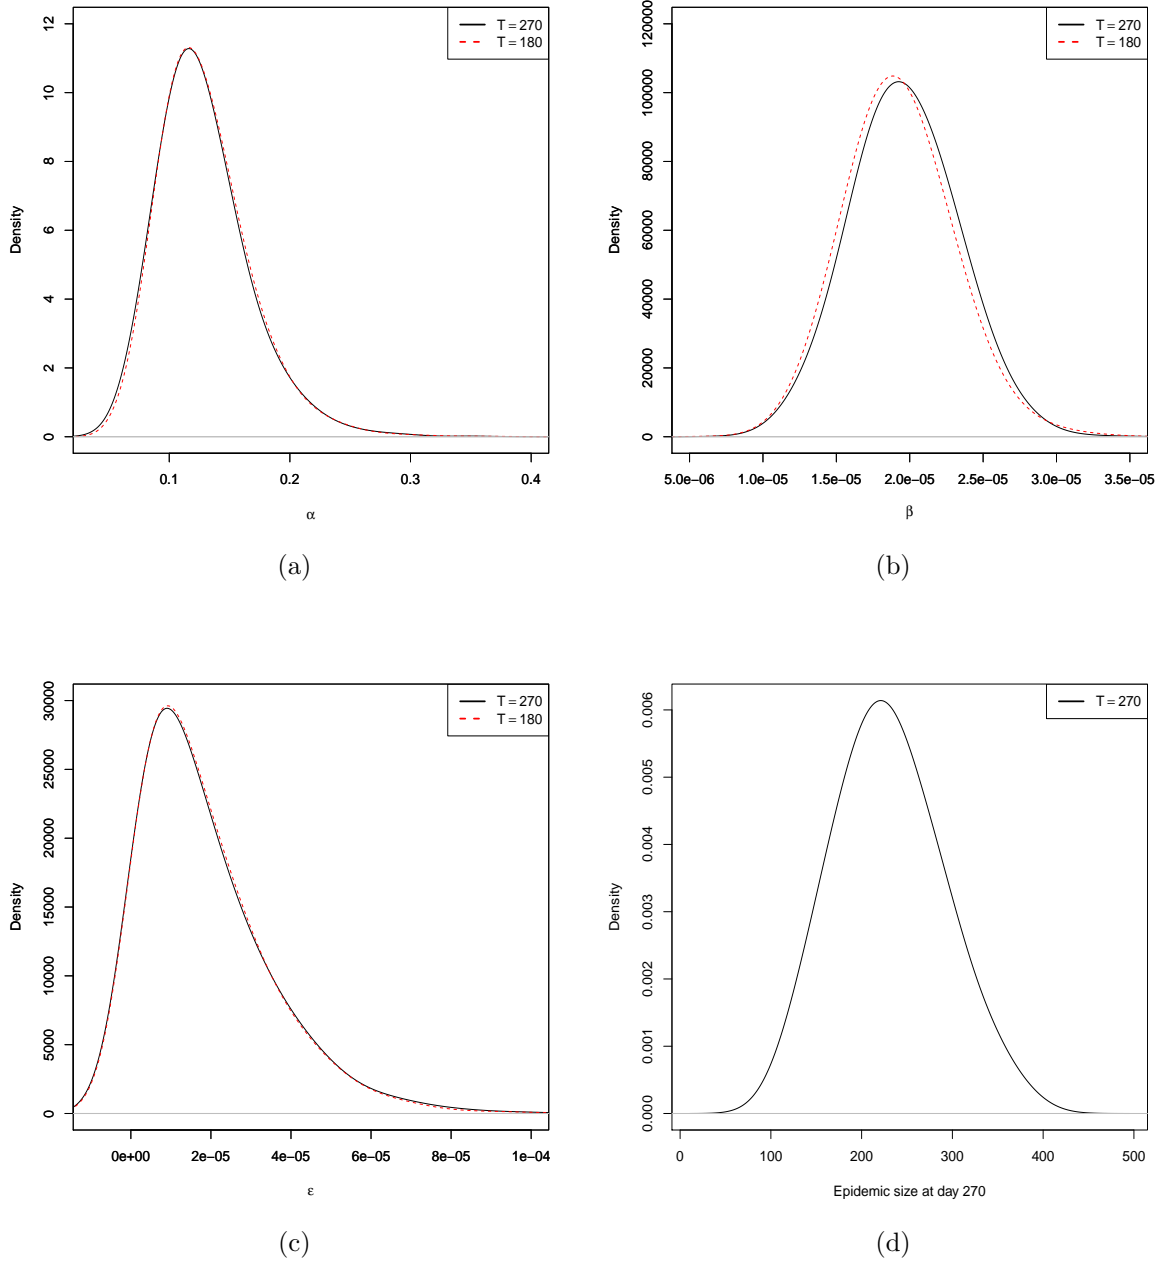 T = 270
T = 180
Density
0 2 4 6 8 10 12
0.1 0.2 0.3 0.4
α
(a)
T = 270
T = 180
Density
0 20000 40000 60000 80000 100000 120000
5.0e−06 1.0e−05 1.5e−05 2.0e−05 2.5e−05 3.0e−05 3.5e−05
β
(b)
T = 270
T = 180
Density
0 5000 10000 15000 20000 25000 30000
0e+00 2e−05 4e−05 6e−05 8e−05 1e−04
ε
(c)
T = 270
Density
0.000 0.001 0.002 0.003 0.004 0.005 0.006
0 100 200 300 400 500
Epidemic size at day 270
(d)